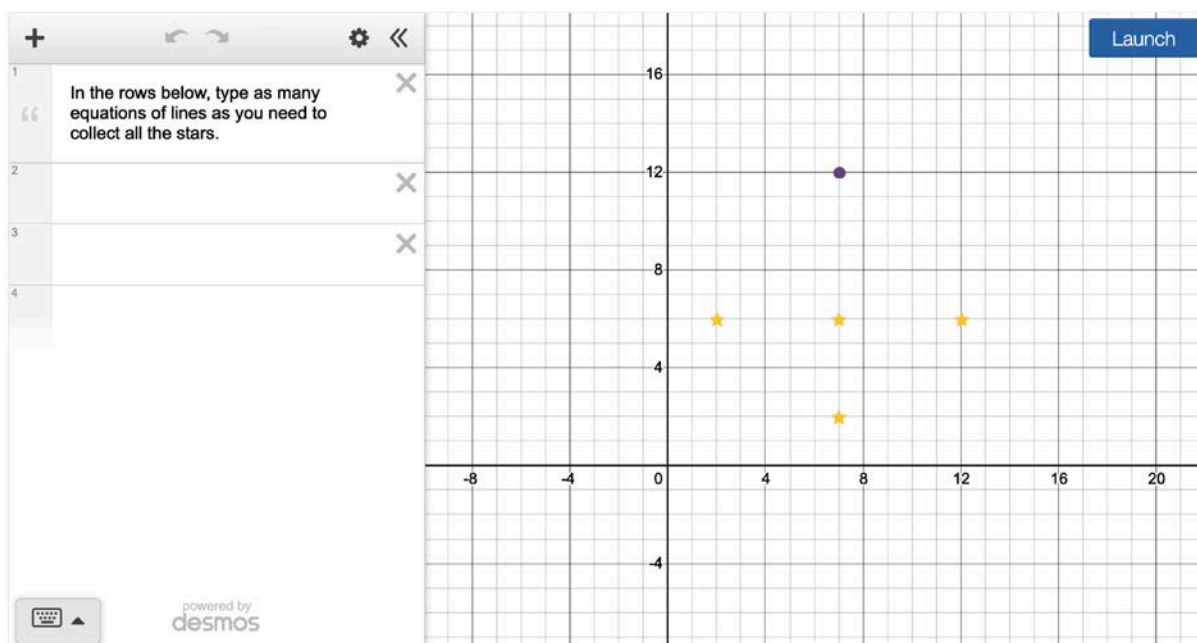 Launch
1
In the rows below, type as many
equations of lines as you need to
collect all the stars.
2
3
4
powered by
desmos
16
12
8
4
-8
-4
0
4
8
12
16
20
-4